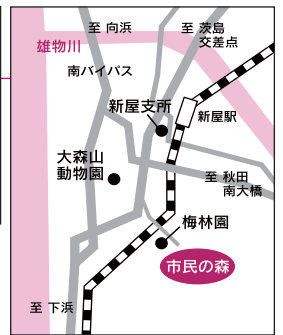 至 向浜
至 茨島
交差点
雄物川
南バイパス
新屋支所
新屋駅
大森山
動物園
至 秋田
南大橋
梅林園
市民の森
至 下浜